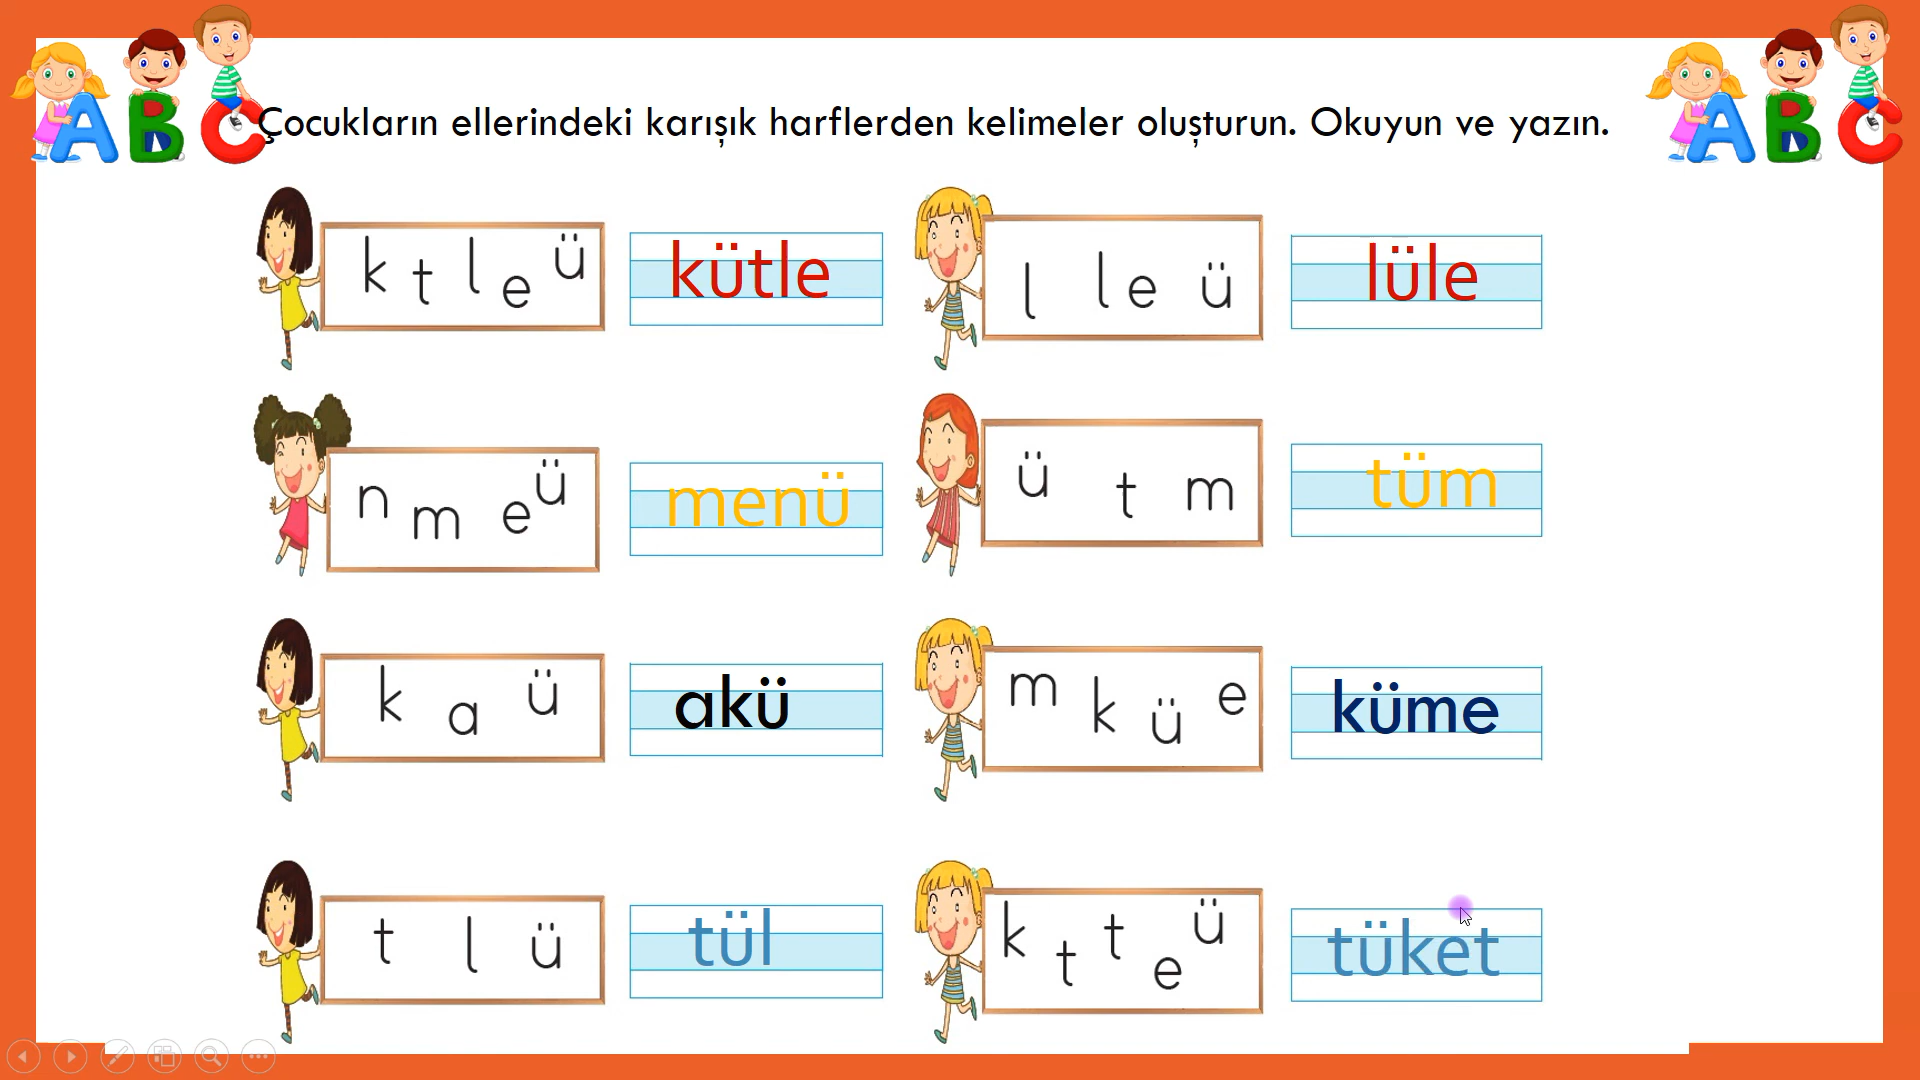 A B C
A B C
Çocukların ellerindeki karışık harflerden kelimeler oluşturun. Okuyun ve yazın.
k t l e ü
kütle
l l e ü
lüle
n m e ü
menü
ü t m
tüm
k a ü
akü
m k ü e
küme
t l ü
tül
k t t e ü
tüket